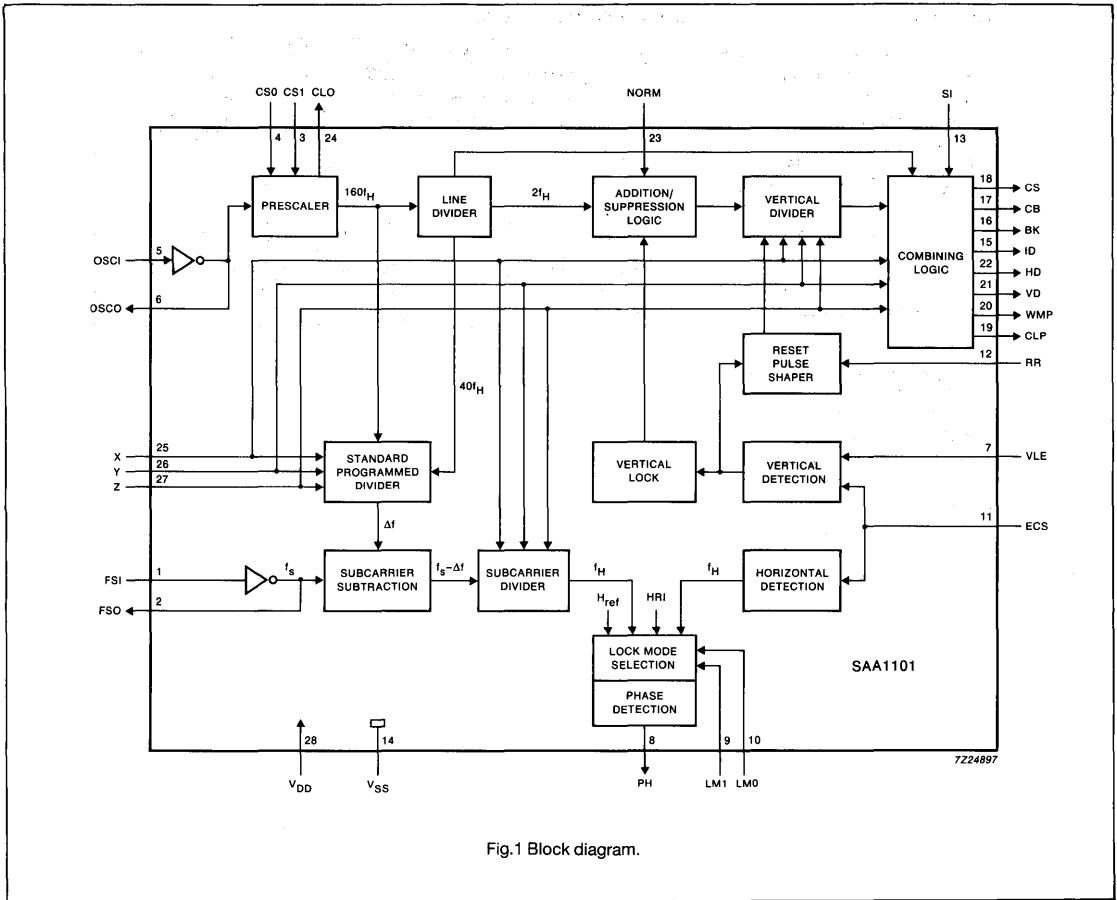 CS0 CS1 CLO NORM SI
4 3 24 23 13
PRESCALER
160fH
LINE
DIVIDER
2fH
ADDITION/
SUPPRESSION
LOGIC
VERTICAL
DIVIDER
COMBINING
LOGIC
18 CS
17 CB
16 BK
15 ID
22 HD
21 VD
20 WMP
19 CLP
12 RR
OSCI 5
OSCO 6
RESET
PULSE
SHAPER
40fH
X 25
Y 26
Z 27
STANDARD
PROGRAMMED
DIVIDER
VERTICAL
LOCK
VERTICAL
DETECTION
7 VLE
11 ECS
Δf
FSI 1
FSO 2
fs
SUBCARRIER
SUBTRACTION
fs-Δf
SUBCARRIER
DIVIDER
fH
fH
HORIZONTAL
DETECTION
Href
HRI
LOCK MODE
SELECTION
PHASE
DETECTION
SAA1101
28 14 8 9 10
7Z24897
VDD VSS PH LM1 LM0
Fig.1 Block diagram.